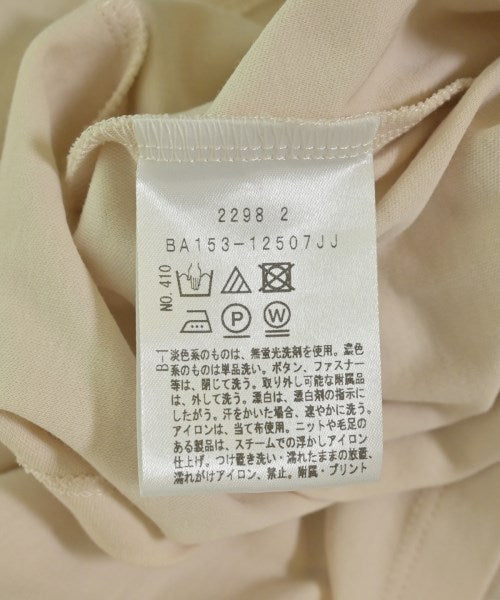 2298 2
BA153-12507JJ
NO.410
P W
B-1
淡色系のものは、無蛍光洗剤を使用。濃色
系のものは単品洗い。ボタン、ファスナー
等は、閉じて洗う。取り外し可能な附属品
は、外して洗う。漂白は、漂白剤の指示に
したがう。汗をかいた場合、速やかに洗う。
アイロンは、当て布使用。ニットや毛足の
ある製品は、スチームでの浮かしアイロン
仕上げ。つけ置き洗い・濡れたままの放置、
濡れがけアイロン、禁止。附属・プリント